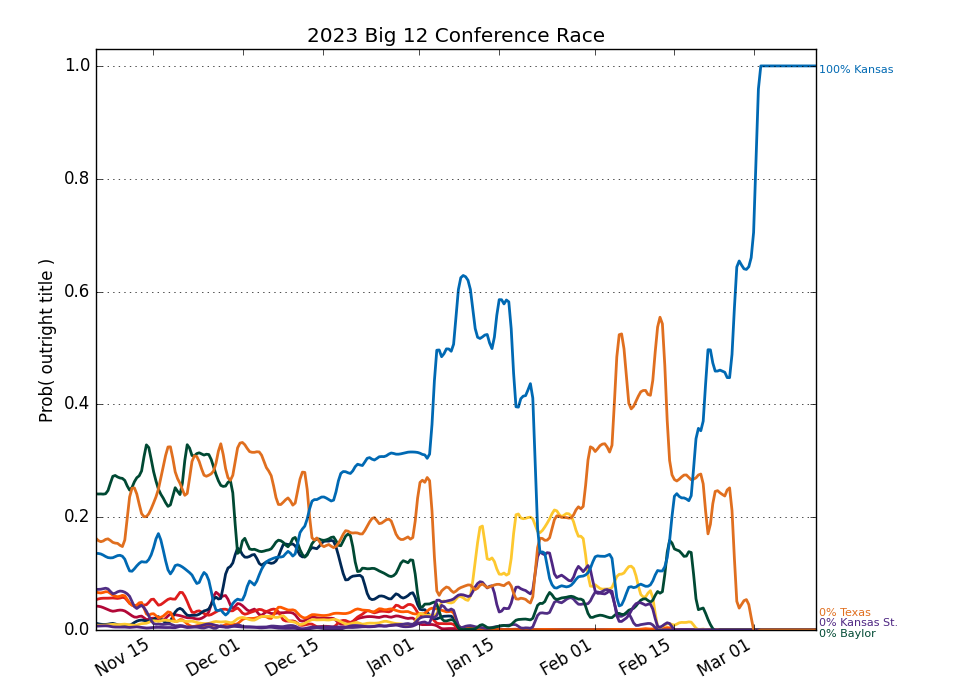 2023 Big 12 Conference Race
Prob( outright title )
1.0
0.8
0.6
0.4
0.2
0.0
Nov 15
Dec 01
Dec 15
Jan 01
Jan 15
Feb 01
Feb 15
Mar 01
100% Kansas
0% Texas
0% Kansas St.
0% Baylor